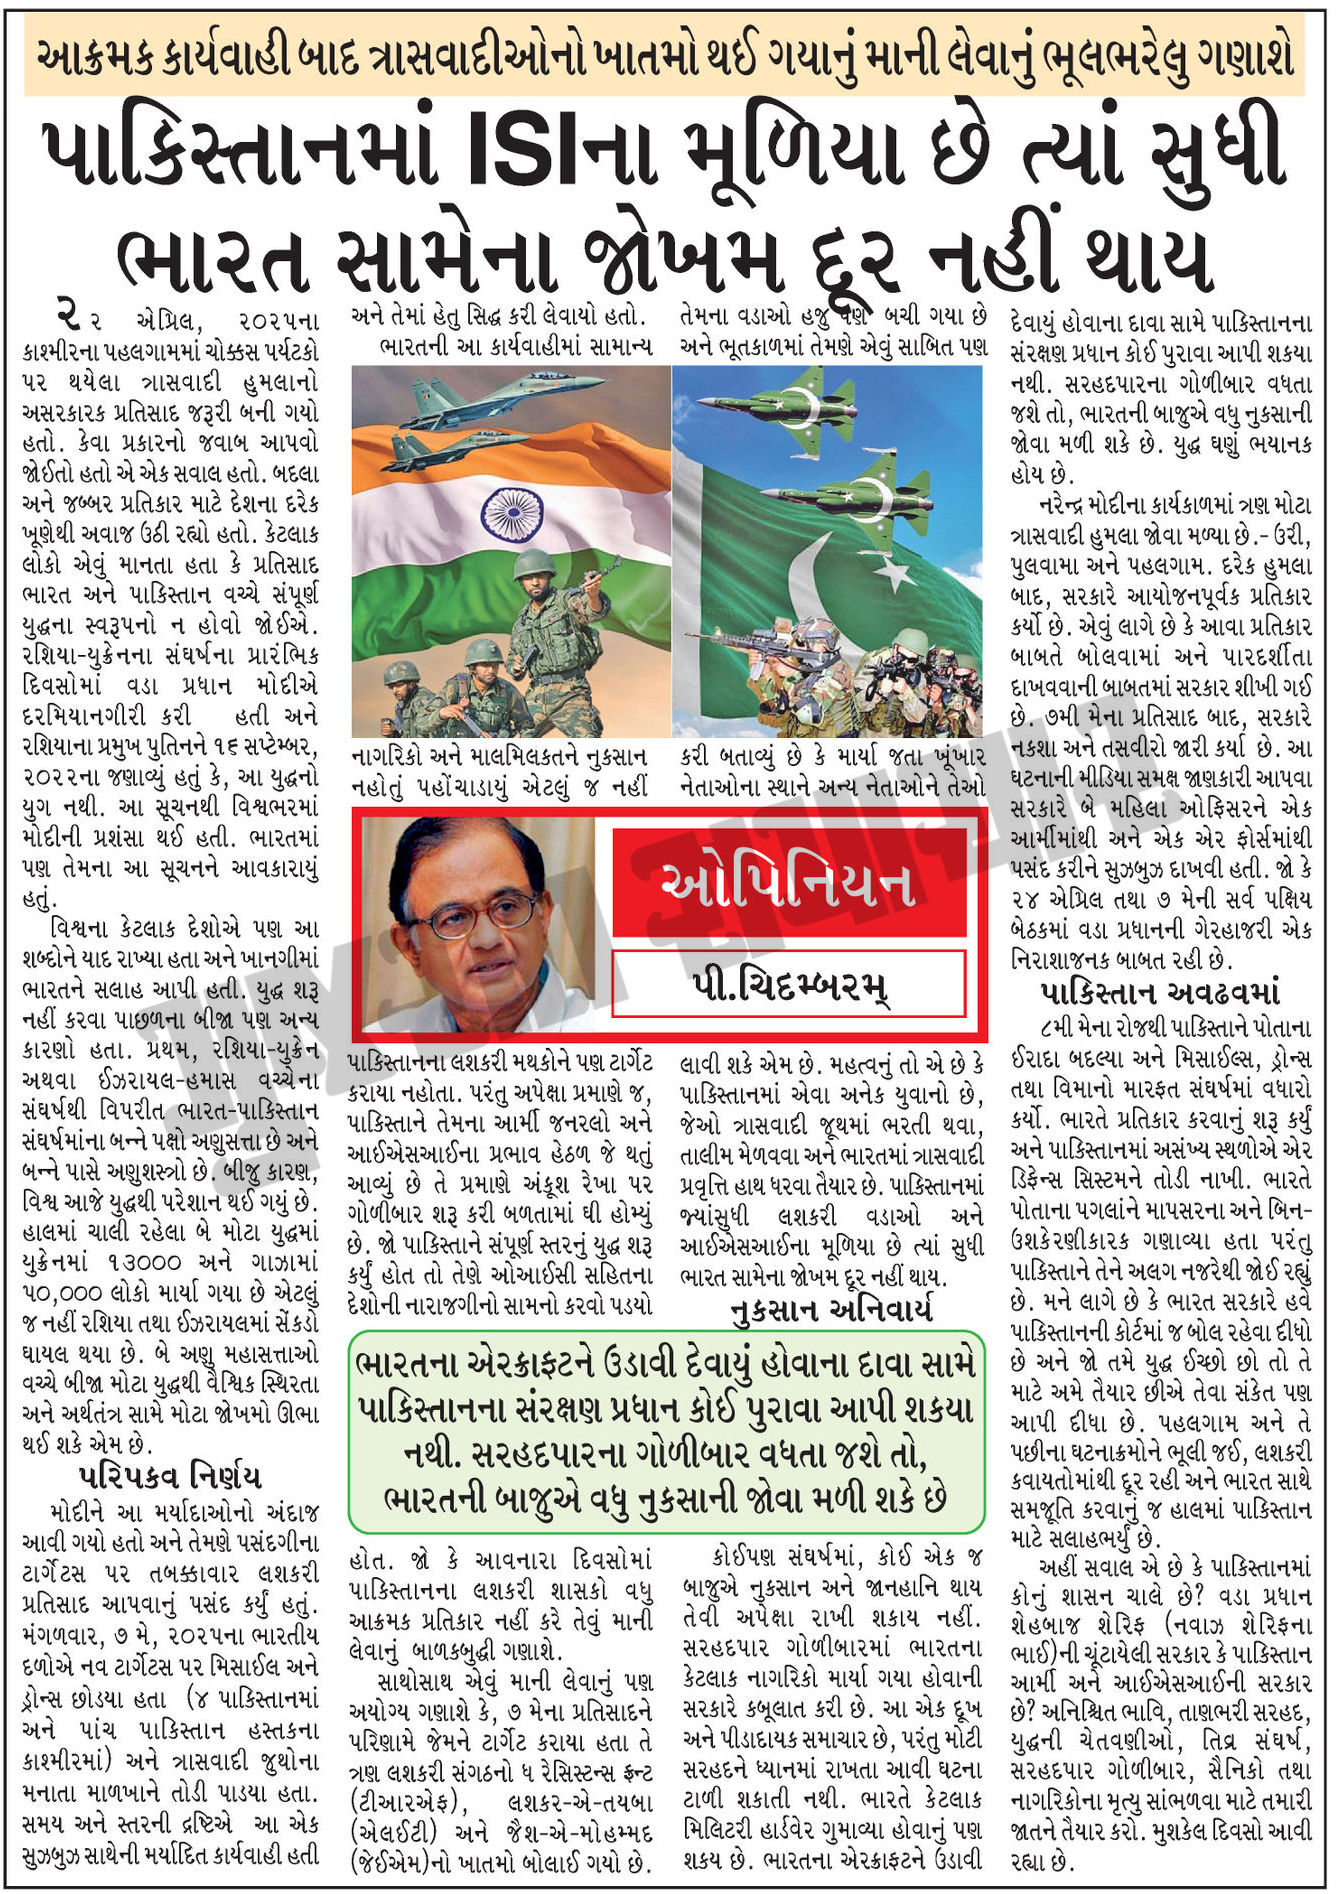 આક્રમક કાર્યવાહી બાદ ત્રાસવાદીઓનો ખાતમો થઈ ગયાનું માની લેવાનું ભૂલભરેલુ ગણાશે
પાકિસ્તાનમાં ISIના મૂળિયા છે ત્યાં સુધી
ભારત સામેના જોખમ દૂર નહીં થાય
૨૨ એપ્રિલ, ૨૦૨૫ના
કાશ્મીરના પહલગામમાં ચોક્કસ પર્યટકો
પર થયેલા ત્રાસવાદી હુમલાનો
અસરકારક પ્રતિસાદ જરૂરી બની ગયો
હતો. કેવા પ્રકારનો જવાબ આપવો
જોઈતો હતો એ એક સવાલ હતો. બદલા
અને જબ્બર પ્રતિકાર માટે દેશના દરેક
ખૂણેથી અવાજ ઉઠી રહ્યો હતો. કેટલાક
લોકો એવું માનતા હતા કે પ્રતિસાદ
ભારત અને પાકિસ્તાન વચ્ચે સંપૂર્ણ
યુદ્ધના સ્વરૂપનો ન હોવો જોઈએ.
રશિયા-યુક્રેનના સંઘર્ષના પ્રારંભિક
દિવસોમાં વડા પ્રધાન મોદીએ
દરમિયાનગીરી કરી હતી અને
રશિયાના પ્રમુખ પુતિનને ૧૬ સપ્ટેમ્બર,
૨૦૨૨ના જણાવ્યું હતું કે, આ યુદ્ધનો
યુગ નથી. આ સૂચનથી વિશ્વભરમાં
મોદીની પ્રશંસા થઈ હતી. ભારતમાં
પણ તેમના આ સૂચનને આવકારાયું
હતું.
વિશ્વના કેટલાક દેશોએ પણ આ
શબ્દોને યાદ રાખ્યા હતા અને ખાનગીમાં
ભારતને સલાહ આપી હતી. યુદ્ધ શરૂ
નહીં કરવા પાછળના બીજા પણ અન્ય
કારણો હતા. પ્રથમ, રશિયા-યુક્રેન
અથવા ઈઝરાયલ-હમાસ વચ્ચેના
સંઘર્ષથી વિપરીત ભારત-પાકિસ્તાન
સંઘર્ષમાંના બન્ને પક્ષો અણુસત્તા છે અને
બન્ને પાસે અણુશસ્ત્રો છે. બીજુ કારણ,
વિશ્વ આજે યુદ્ધથી પરેશાન થઈ ગયું છે.
હાલમાં ચાલી રહેલા બે મોટા યુદ્ધમાં
યુક્રેનમાં ૧૩૦૦૦ અને ગાઝામાં
૫૦,૦૦૦ લોકો માર્યા ગયા છે એટલું
જ નહીં રશિયા તથા ઈઝરાયલમાં સેંકડો
ઘાયલ થયા છે. બે અણુ મહાસત્તાઓ
વચ્ચે બીજા મોટા યુદ્ધથી વૈશ્વિક સ્થિરતા
અને અર્થતંત્ર સામે મોટા જોખમો ઊભા
થઈ શકે એમ છે.
પરિપકવ નિર્ણય
મોદીને આ મર્યાદાઓનો અંદાજ
આવી ગયો હતો અને તેમણે પસંદગીના
ટાર્ગેટસ પર તબક્કાવાર લશકરી
પ્રતિસાદ આપવાનું પસંદ કર્યું હતું.
મંગળવાર, ૭ મે, ૨૦૨૫ના ભારતીય
દળોએ નવ ટાર્ગેટસ પર મિસાઈલ અને
ડ્રોન્સ છોડયા હતા (૪ પાકિસ્તાનમાં
અને પાંચ પાકિસ્તાન હસ્તકના
કાશ્મીરમાં) અને ત્રાસવાદી જુથોના
મનાતા માળખાને તોડી પાડયા હતા.
સમય અને સ્તરની દ્રષ્ટિએ આ એક
સુઝબુઝ સાથેની મર્યાદિત કાર્યવાહી હતી
અને તેમાં હેતુ સિદ્ધ કરી લેવાયો હતો.
ભારતની આ કાર્યવાહીમાં સામાન્ય
નાગરિકો અને માલમિલકતને નુકસાન
નહોતું પહોંચાડાયું એટલું જ નહીં
પાકિસ્તાનના લશકરી મથકોને પણ ટાર્ગેટ
કરાયા નહોતા. પરંતુ અપેક્ષા પ્રમાણે જ,
પાકિસ્તાને તેમના આર્મી જનરલો અને
આઈએસઆઈના પ્રભાવ હેઠળ જે થતું
આવ્યું છે તે પ્રમાણે અંકૂશ રેખા પર
ગોળીબાર શરૂ કરી બળતામાં ઘી હોમ્યું
છે. જો પાકિસ્તાને સંપૂર્ણ સ્તરનું યુદ્ધ શરૂ
કર્યું હોત તો તેણે ઓઆઈસી સહિતના
દેશોની નારાજગીનો સામનો કરવો પડયો
હોત. જો કે આવનારા દિવસોમાં
પાકિસ્તાનના લશકરી શાસકો વધુ
આક્રમક પ્રતિકાર નહીં કરે તેવું માની
લેવાનું બાળકબુદ્ધી ગણાશે.
સાથોસાથ એવું માની લેવાનું પણ
અયોગ્ય ગણાશે કે, ૭ મેના પ્રતિસાદને
પરિણામે જેમને ટાર્ગેટ કરાયા હતા તે
ત્રણ લશકરી સંગઠનો ધ રેસિસ્ટન્સ ફ્રન્ટ
(ટીઆરએફ), લશકર-એ-તયબા
(એલઈટી) અને જૈશ-એ-મોહમ્મદ
(જેઈએમ)નો ખાતમો બોલાઈ ગયો છે.
તેમના વડાઓ હજુ પણ બચી ગયા છે
અને ભૂતકાળમાં તેમણે એવું સાબિત પણ
કરી બતાવ્યું છે કે માર્યા જતા ખૂંખાર
નેતાઓના સ્થાને અન્ય નેતાઓને તેઓ
ઓપિનિયન
પી.ચિદમ્બરમ્
લાવી શકે એમ છે. મહત્વનું તો એ છે કે
પાકિસ્તાનમાં એવા અનેક યુવાનો છે,
જેઓ ત્રાસવાદી જૂથમાં ભરતી થવા,
તાલીમ મેળવવા અને ભારતમાં ત્રાસવાદી
પ્રવૃત્તિ હાથ ધરવા તૈયાર છે. પાકિસ્તાનમાં
જ્યાંસુધી લશકરી વડાઓ અને
આઈએસઆઈના મૂળિયા છે ત્યાં સુધી
ભારત સામેના જોખમ દૂર નહીં થાય.
નુકસાન અનિવાર્ય
ભારતના એરક્રાફટને ઉડાવી દેવાયું હોવાના દાવા સામે
પાકિસ્તાનના સંરક્ષણ પ્રધાન કોઈ પુરાવા આપી શકયા
નથી. સરહદપારના ગોળીબાર વધતા જશે તો,
ભારતની બાજુએ વધુ નુકસાની જોવા મળી શકે છે
કોઈપણ સંઘર્ષમાં, કોઈ એક જ
બાજુએ નુકસાન અને જાનહાનિ થાય
તેવી અપેક્ષા રાખી શકાય નહીં.
સરહદપાર ગોળીબારમાં ભારતના
કેટલાક નાગરિકો માર્યા ગયા હોવાની
સરકારે કબૂલાત કરી છે. આ એક દૂખ
અને પીડાદાયક સમાચાર છે, પરંતુ મોટી
સરહદને ધ્યાનમાં રાખતા આવી ઘટના
ટાળી શકાતી નથી. ભારતે કેટલાક
મિલિટરી હાર્ડવેર ગુમાવ્યા હોવાનું પણ
શકય છે. ભારતના એરક્રાફટને ઉડાવી
દેવાયું હોવાના દાવા સામે પાકિસ્તાનના
સંરક્ષણ પ્રધાન કોઈ પુરાવા આપી શકયા
નથી. સરહદપારના ગોળીબાર વધતા
જશે તો, ભારતની બાજુએ વધુ નુકસાની
જોવા મળી શકે છે. યુદ્ધ ઘણું ભયાનક
હોય છે.
નરેન્દ્ર મોદીના કાર્યકાળમાં ત્રણ મોટા
ત્રાસવાદી હુમલા જોવા મળ્યા છે.- ઉરી,
પુલવામા અને પહલગામ. દરેક હુમલા
બાદ, સરકારે આયોજનપૂર્વક પ્રતિકાર
કર્યો છે. એવું લાગે છે કે આવા પ્રતિકાર
બાબતે બોલવામાં અને પારદર્શીતા
દાખવવાની બાબતમાં સરકાર શીખી ગઈ
છે. ૭મી મેના પ્રતિસાદ બાદ, સરકારે
નકશા અને તસવીરો જારી કર્યા છે. આ
ઘટનાની મીડિયા સમક્ષ જાણકારી આપવા
સરકારે બે મહિલા ઓફિસરને એક
આર્મીમાંથી અને એક એર ફોર્સમાંથી
પસંદ કરીને સુઝબુઝ દાખવી હતી. જો કે
૨૪ એપ્રિલ તથા ૭ મેની સર્વ પક્ષિય
બેઠકમાં વડા પ્રધાનની ગેરહાજરી એક
નિરાશાજનક બાબત રહી છે.
પાકિસ્તાન અવઢવમાં
૮મી મેના રોજથી પાકિસ્તાને પોતાના
ઈરાદા બદલ્યા અને મિસાઈલ્સ, ડ્રોન્સ
તથા વિમાનો મારફત સંઘર્ષમાં વધારો
કર્યો. ભારતે પ્રતિકાર કરવાનું શરૂ કર્યું
અને પાકિસ્તાનમાં અસંખ્ય સ્થળોએ એર
ડિફેન્સ સિસ્ટમને તોડી નાખી. ભારતે
પોતાના પગલાંને માપસરના અને બિન-
ઉશકેરણીકારક ગણાવ્યા હતા પરંતુ
પાકિસ્તાને તેને અલગ નજરેથી જોઈ રહ્યું
છે. મને લાગે છે કે ભારત સરકારે હવે
પાકિસ્તાનની કોર્ટમાં જ બોલ રહેવા દીધો
છે અને જો તમે યુદ્ધ ઈચ્છો છો તો તે
માટે અમે તૈયાર છીએ તેવા સંકેત પણ
આપી દીધા છે. પહલગામ અને તે
પછીના ઘટનાક્રમોને ભૂલી જઈ, લશકરી
કવાયતોમાંથી દૂર રહી અને ભારત સાથે
સમજૂતિ કરવાનું જ હાલમાં પાકિસ્તાન
માટે સલાહભર્યું છે.
અહીં સવાલ એ છે કે પાકિસ્તાનમાં
કોનું શાસન ચાલે છે? વડા પ્રધાન
શેહબાજ શેરિફ (નવાઝ શેરિફના
ભાઈ)ની ચૂંટાયેલી સરકાર કે પાકિસ્તાન
આર્મી અને આઈએસઆઈની સરકાર
છે? અનિશ્ચિત ભાવિ, તાણભરી સરહદ,
યુદ્ધની ચેતવણીઓ, તિવ્ર સંઘર્ષ,
સરહદપાર ગોળીબાર, સૈનિકો તથા
નાગરિકોના મૃત્યુ સાંભળવા માટે તમારી
જાતને તૈયાર કરો. મુશકેલ દિવસો આવી
રહ્યા છે.
ગુજરાત સમાચાર